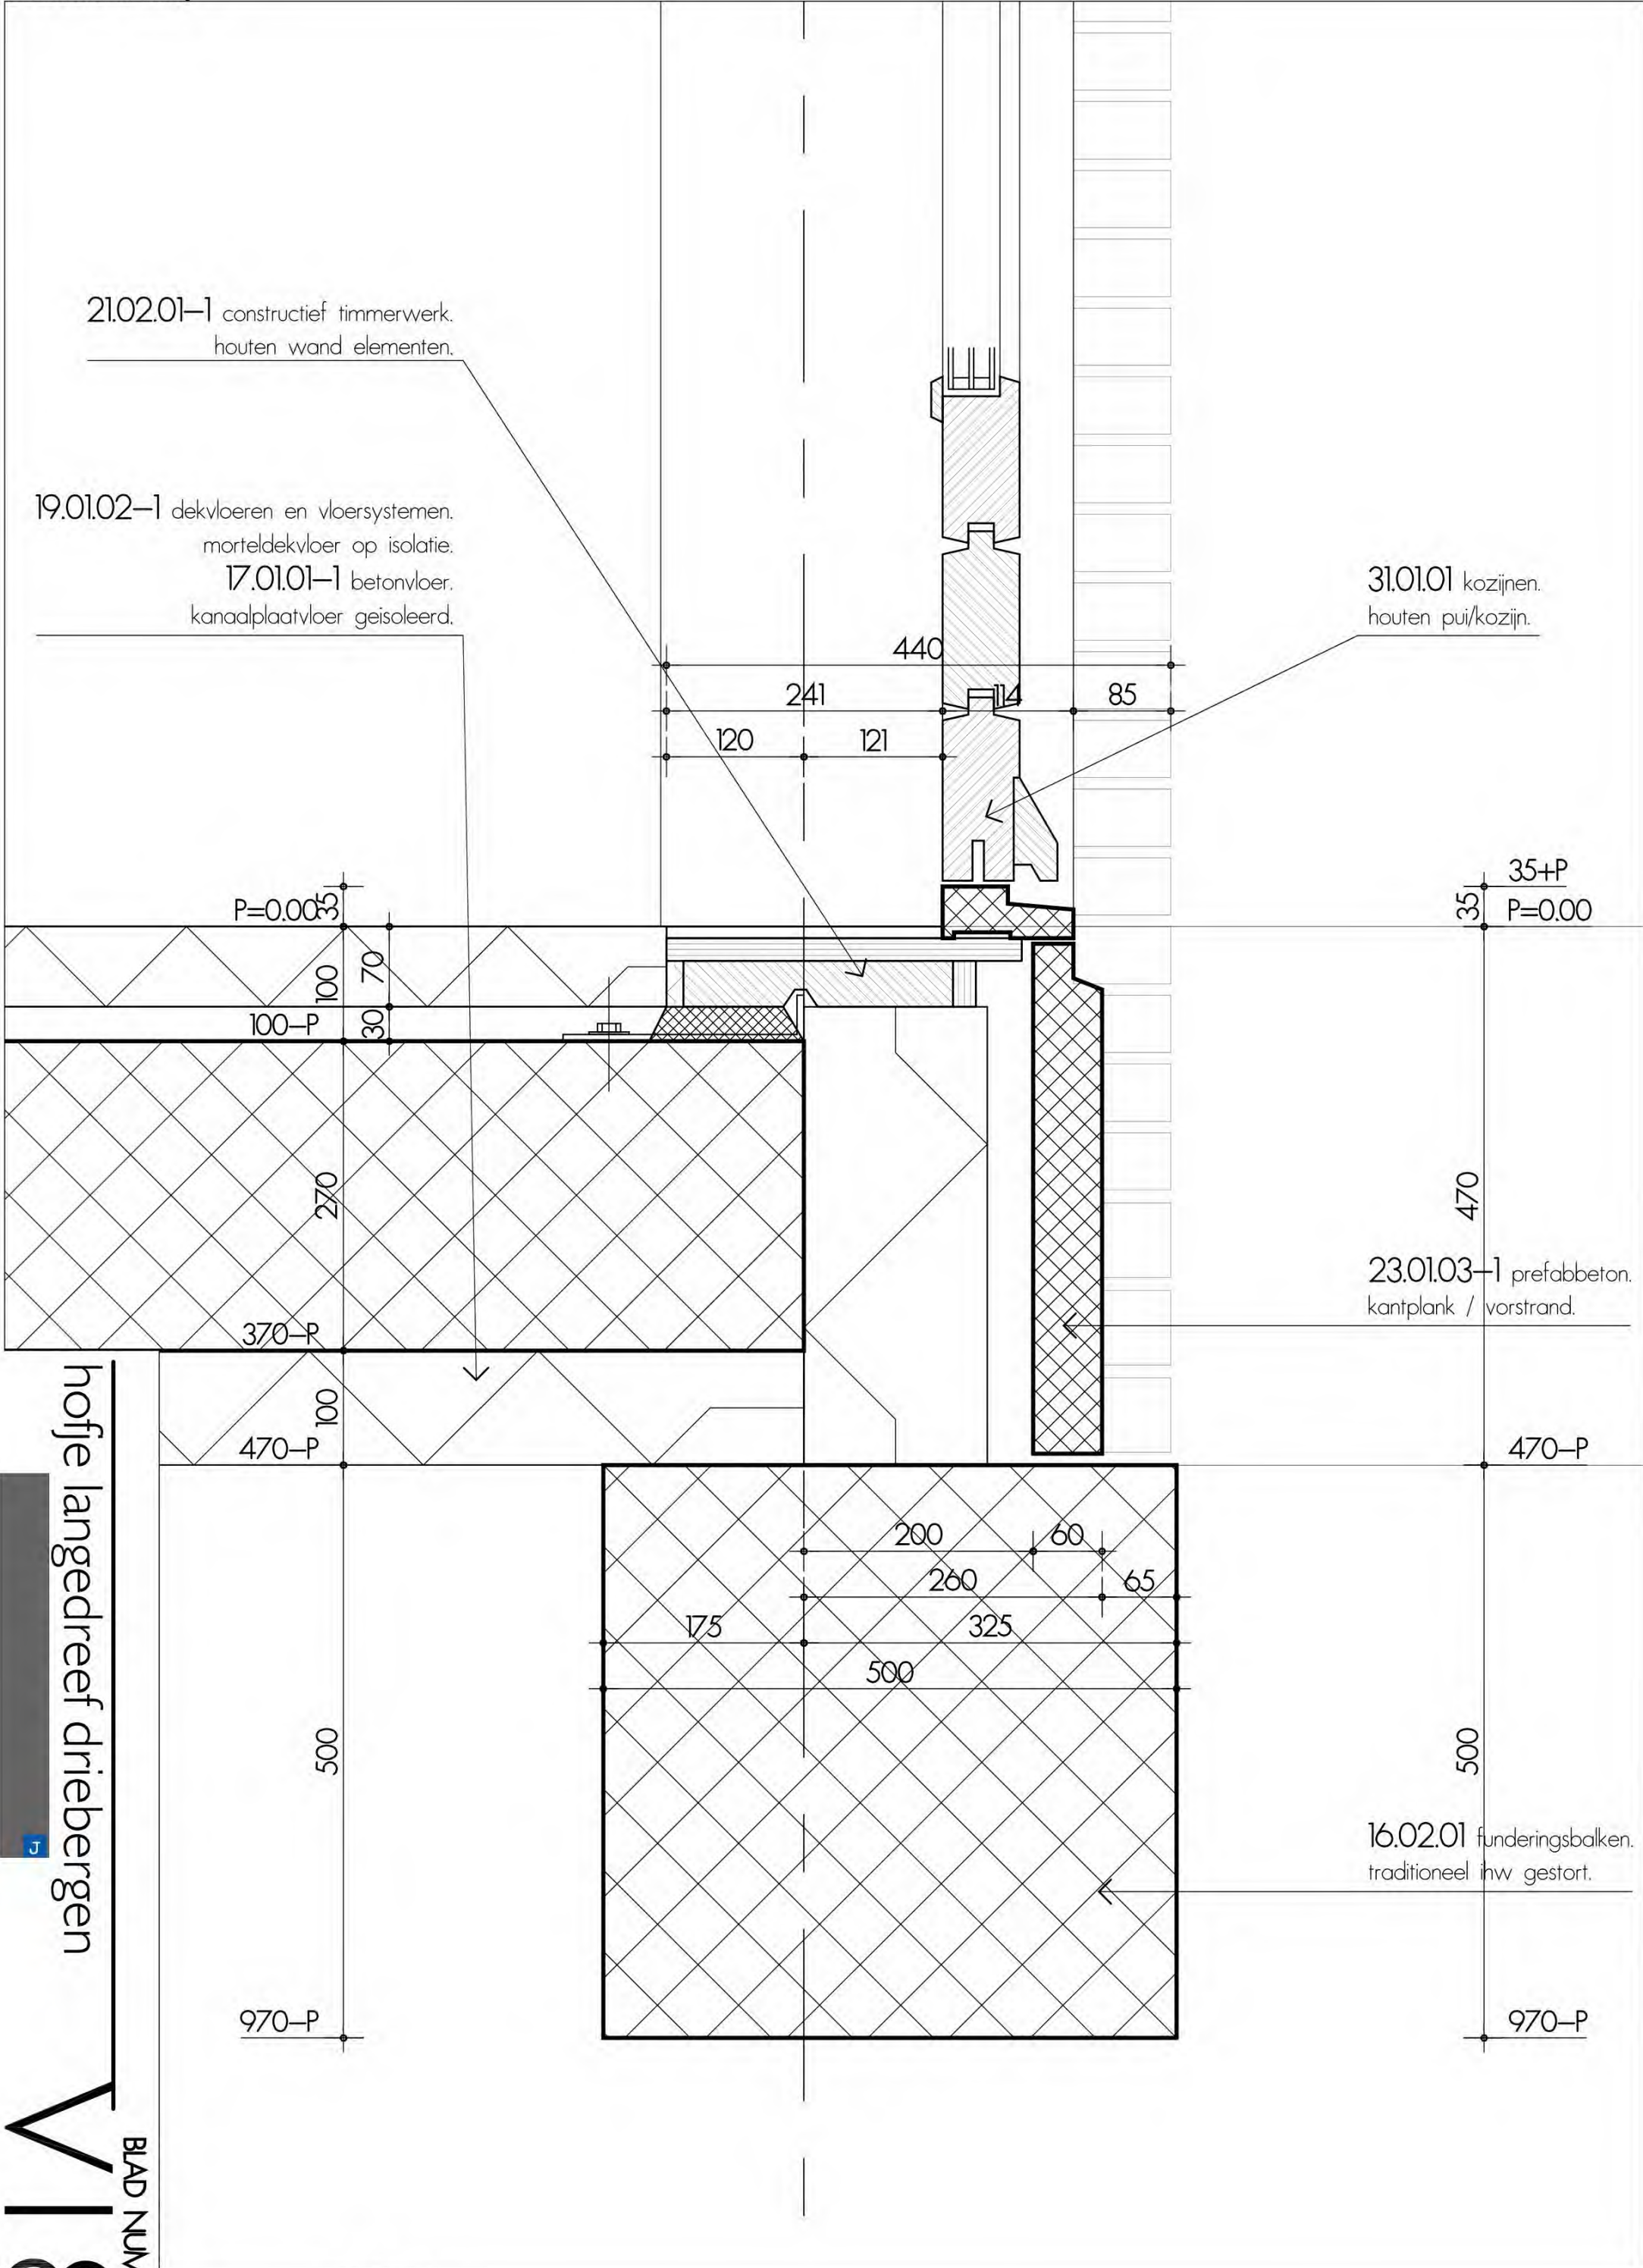 21.02.01-1 constructief timmerwerk.
houten wand elementen.
19.01.02-1 dekvloeren en vloersystemen.
morteldekvloer op isolatie.
17.01.01-1 betonvloer.
kanaalplaatvloer geisoleerd.
31.01.01 kozijnen.
houten pui/kozijn.
440
241
114
85
120
121
P=0.00
35
100
70
30
100-P
270
370-P
100
470-P
500
970-P
35+P
35
P=0.00
470
23.01.03-1 prefabbeton.
kantplank / vorstrand.
470-P
500
16.02.01 funderingsbalken.
traditioneel ihw gestort.
970-P
200
60
260
65
175
325
500
hofje langedreef driebergen
J
BLAD